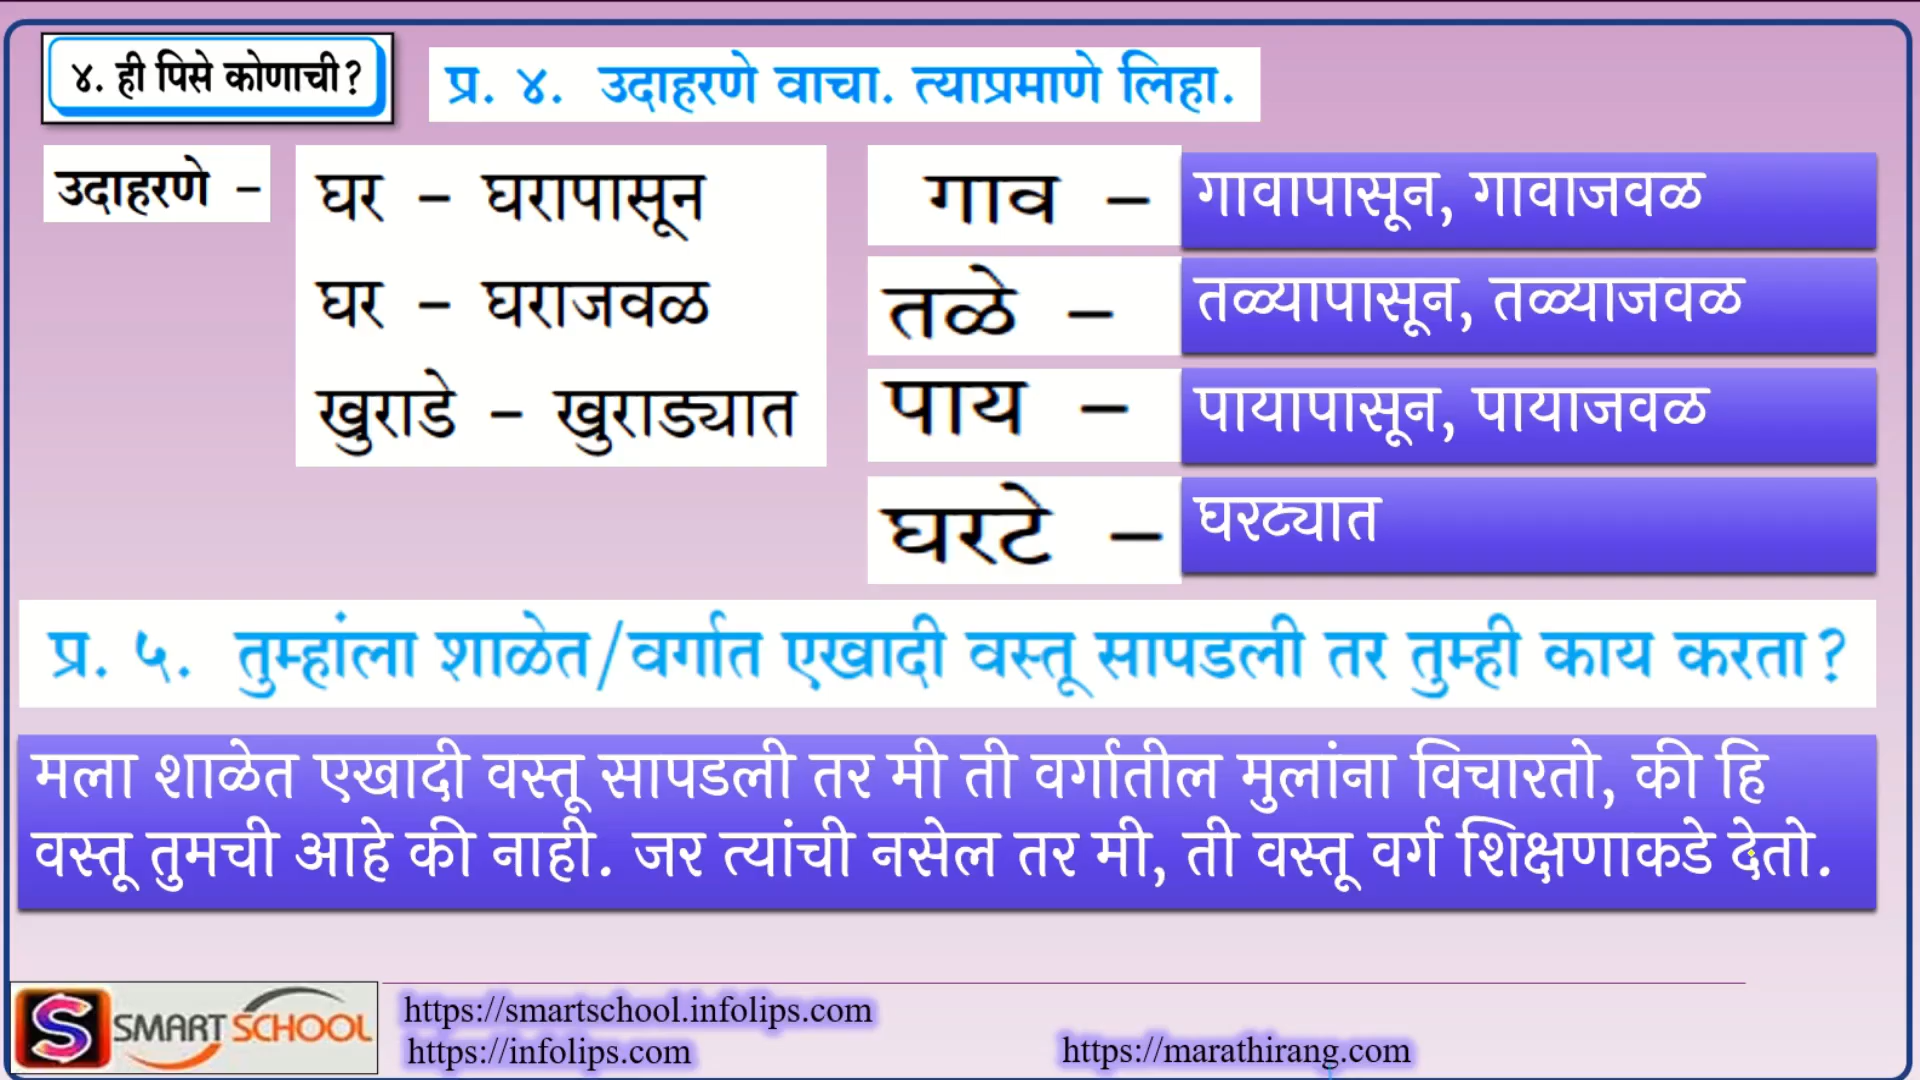 ४. ही पिसे कोणाची?
प्र. ४. उदाहरणे वाचा. त्याप्रमाणे लिहा.
उदाहरणे –
घर – घरापासून
घर – घराजवळ
खुराडे – खुराड्यात
गाव – गावापासून, गावाजवळ
तळे – तळ्यापासून, तळ्याजवळ
पाय – पायापासून, पायाजवळ
घरटे – घरट्यात
प्र. ५. तुम्हांला शाळेत/वर्गात एखादी वस्तू सापडली तर तुम्ही काय करता?
मला शाळेत एखादी वस्तू सापडली तर मी ती वर्गातील मुलांना विचारतो, की हि
वस्तू तुमची आहे की नाही. जर त्यांची नसेल तर मी, ती वस्तू वर्ग शिक्षणाकडे देतो.
S SMART SCHOOL
https://smartschool.infolips.com
https://infolips.com https://marathirang.com